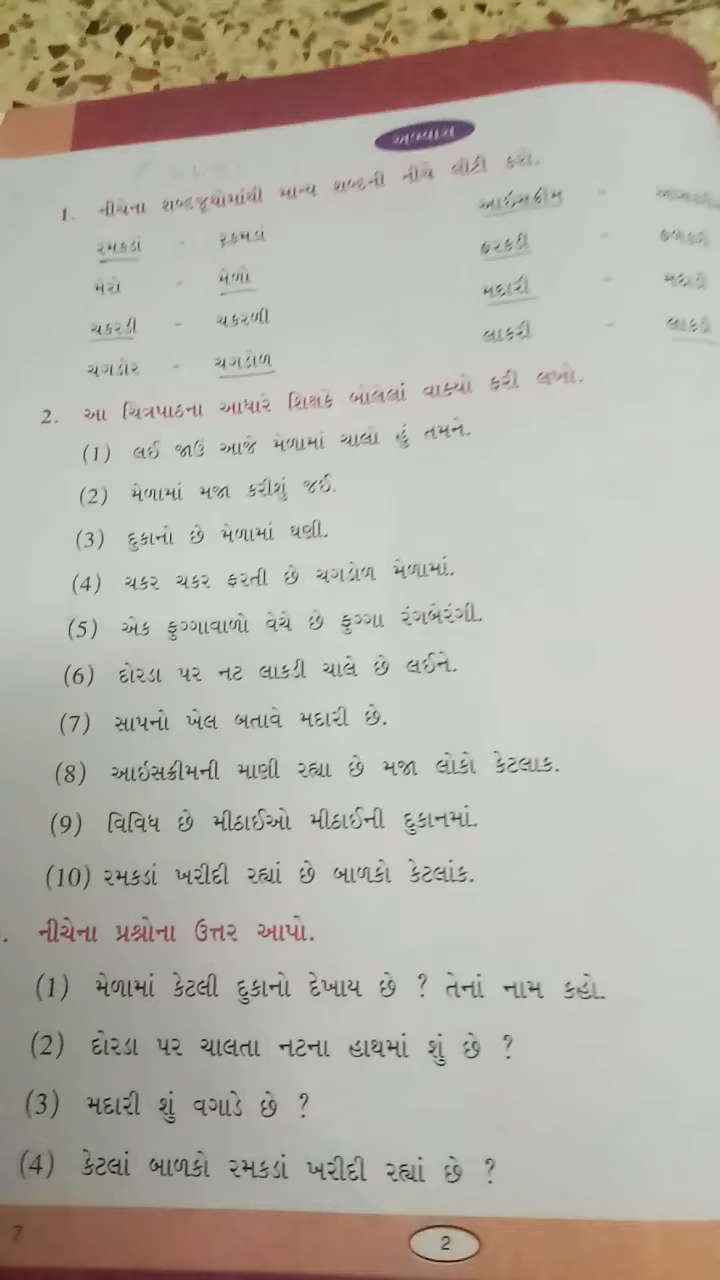 અભ્યાસ
1. નીચેના શબ્દજૂથોમાંથી માન્ય શબ્દની નીચે લીટી કરો.
રમકડાં - રકમડાં આઇસક્રીમ -
મેરો - મેળો ફરકડી -
ચકરડી - ચકરળી મદારી -
ચગડોર - ચગડોળ લાકરી - લાકડી
2. આ ચિત્રપાઠના આધારે શિક્ષકે બોલેલાં વાક્યો ફરી લખો.
(1) લઈ જાઉં આજે મેળામાં ચાલો હું તમને.
(2) મેળામાં મજા કરીશું જઈ.
(3) દુકાનો છે મેળામાં ઘણી.
(4) ચકર ચકર ફરતી છે ચગડોળ મેળામાં.
(5) એક ફુગ્ગાવાળો વેચે છે ફુગ્ગા રંગબેરંગી.
(6) દોરડા પર નટ લાકડી ચાલે છે લઈને.
(7) સાપનો ખેલ બતાવે મદારી છે.
(8) આઇસક્રીમની માણી રહ્યા છે મજા લોકો કેટલાક.
(9) વિવિધ છે મીઠાઈઓ મીઠાઈની દુકાનમાં.
(10) રમકડાં ખરીદી રહ્યાં છે બાળકો કેટલાંક.
. નીચેના પ્રશ્નોના ઉત્તર આપો.
(1) મેળામાં કેટલી દુકાનો દેખાય છે ? તેનાં નામ કહો.
(2) દોરડા પર ચાલતા નટના હાથમાં શું છે ?
(3) મદારી શું વગાડે છે ?
(4) કેટલાં બાળકો રમકડાં ખરીદી રહ્યાં છે ?
7 2